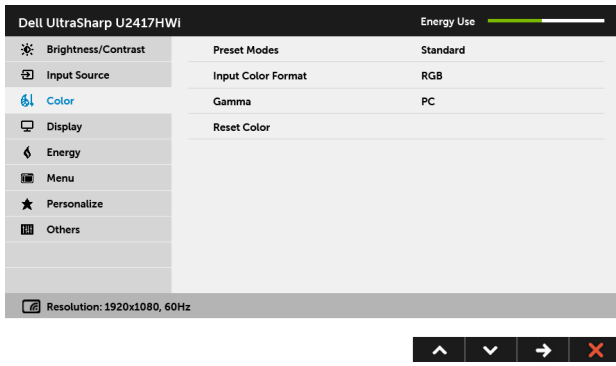 Dell UltraSharp U2417HWi Energy Use
Brightness/Contrast Preset Modes Standard
Input Source Input Color Format RGB
Color Gamma PC
Display Reset Color
Energy
Menu
Personalize
Others
Resolution: 1920x1080, 60Hz